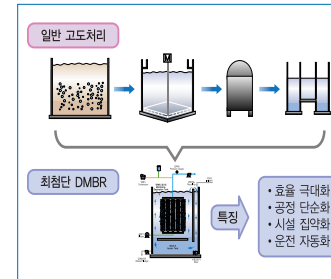 일반 고도처리
M
최첨단 DMBR
특징
• 효율 극대화
• 공정 단순화
• 시설 집약화
• 운전 자동화